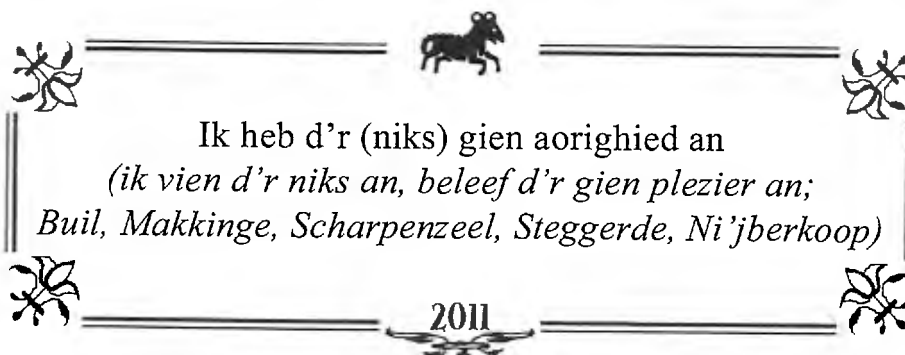 Ik heb d’r (niks) gien aorighied an
(ik vien d’r niks an, beleef d’r gien plezier an;
Buil, Makkinge, Scharpenzeel, Steggerde, Ni’jberkoop)
2011